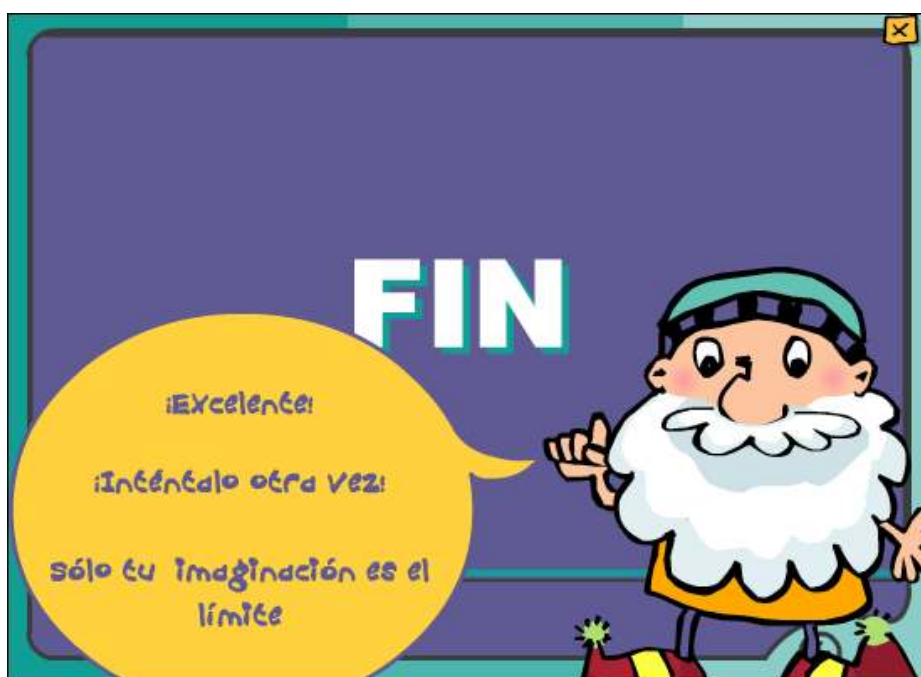 FIN
¡Excelente!
¡Inténtalo otra vez!
Sólo tu imaginación es el
límite